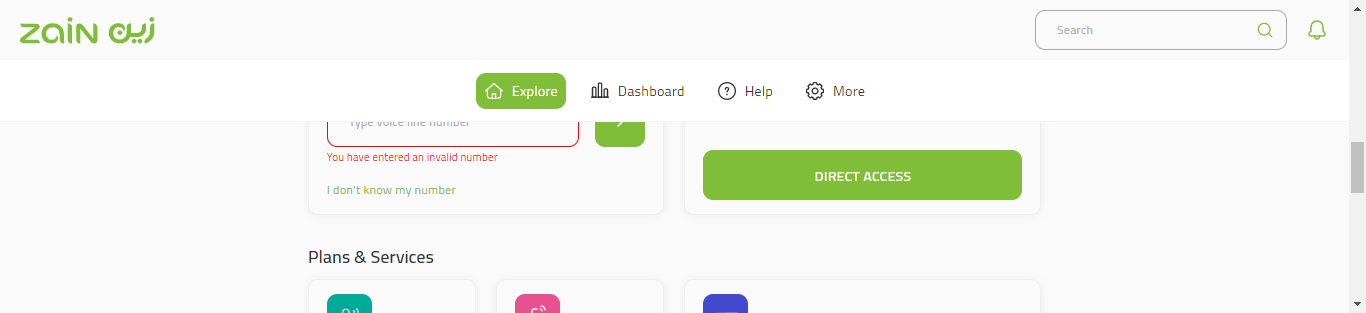 zain زين
Search
Explore Dashboard Help More
Type voice line number
You have entered an invalid number
I don't know my number
DIRECT ACCESS
Plans & Services